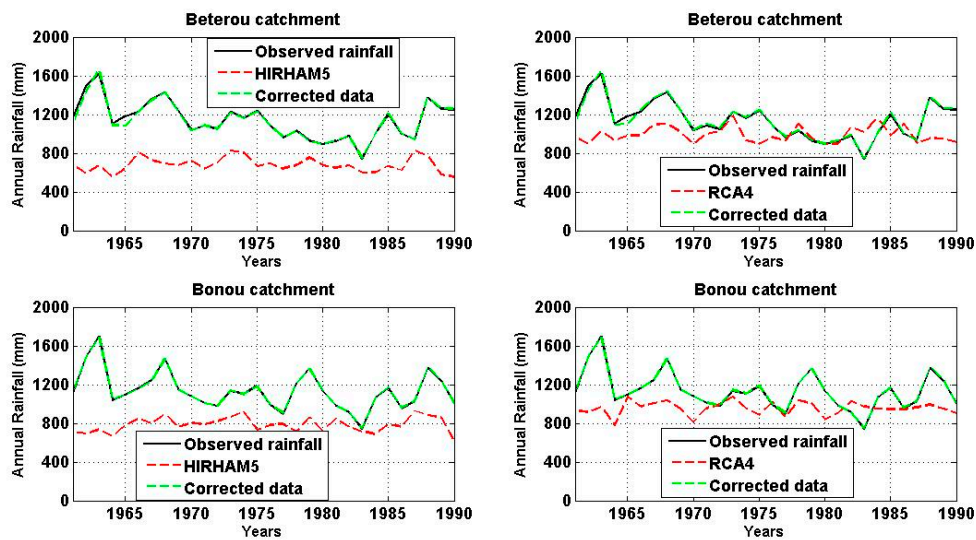 Beterou catchment
Annual Rainfall (mm)
2000
1600
1200
800
400
0
Observed rainfall
HIRHAM5
Corrected data
1965 1970 1975 1980 1985 1990
Years
Beterou catchment
Annual Rainfall (mm)
2000
1600
1200
800
400
0
Observed rainfall
RCA4
Corrected data
1965 1970 1975 1980 1985 1990
Years
Bonou catchment
Annual Rainfall (mm)
2000
1600
1200
800
400
0
Observed rainfall
HIRHAM5
Corrected data
1965 1970 1975 1980 1985 1990
Years
Bonou catchment
Annual Rainfall (mm)
2000
1600
1200
800
400
0
Observed rainfall
RCA4
Corrected data
1965 1970 1975 1980 1985 1990
Years